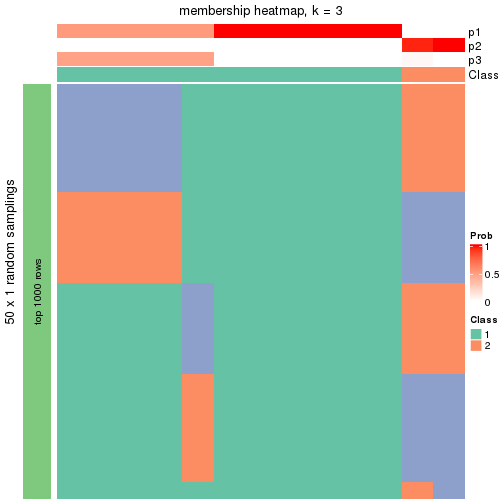 membership heatmap, k = 3
p1
p2
p3
Class
50 x 1 random samplings
top 1000 rows
Prob
1
0.5
0
Class
1
2